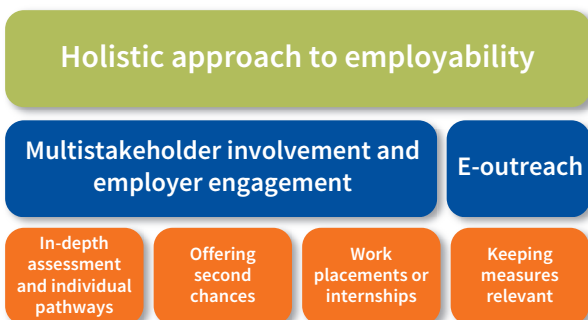 Holistic approach to employability
Multistakeholder involvement and
employer engagement
E-outreach
In-depth
assessment
and individual
pathways
Offering
second
chances
Work
placements or
internships
Keeping
measures
relevant